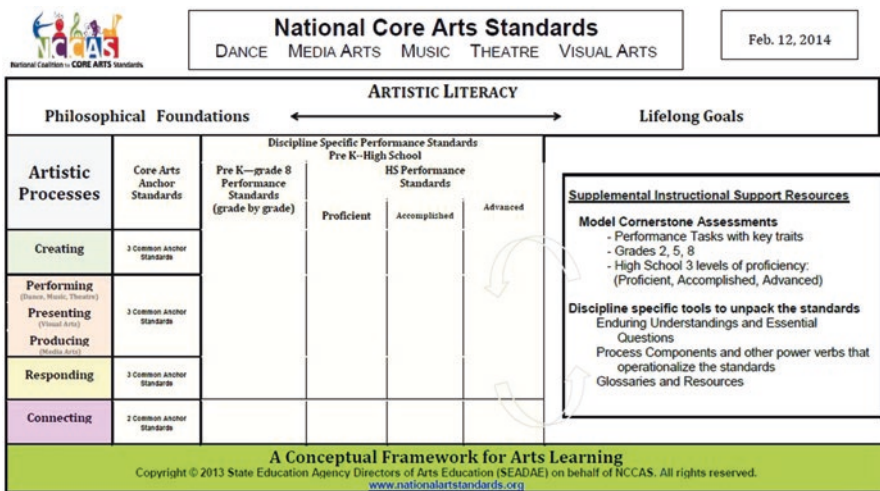 NCCAS
National Coalition for CORE ARTS Standards
National Core Arts Standards
DANCE MEDIA ARTS MUSIC THEATRE VISUAL ARTS
Feb. 12, 2014
ARTISTIC LITERACY
Philosophical Foundations
Lifelong Goals
Artistic
Processes
Core Arts
Anchor
Standards
Discipline Specific Performance Standards
Pre K--High School
Pre K—grade 8
Performance
Standards
(grade by grade)
HS Performance
Standards
Proficient
Accomplished
Advanced
Creating
3 Common Anchor
Standards
Performing
(Dance, Music, Theatre)
Presenting
(Visual Arts)
Producing
(Media Arts)
3 Common Anchor
Standards
Responding
3 Common Anchor
Standards
Connecting
2 Common Anchor
Standards
Supplemental Instructional Support Resources
Model Cornerstone Assessments
- Performance Tasks with key traits
- Grades 2, 5, 8
- High School 3 levels of proficiency:
(Proficient, Accomplished, Advanced)
Discipline specific tools to unpack the standards
Enduring Understandings and Essential
Questions
Process Components and other power verbs that
operationalize the standards
Glossaries and Resources
A Conceptual Framework for Arts Learning
Copyright © 2013 State Education Agency Directors of Arts Education (SEADAE) on behalf of NCCAS. All rights reserved.
www.nationalartstandards.org